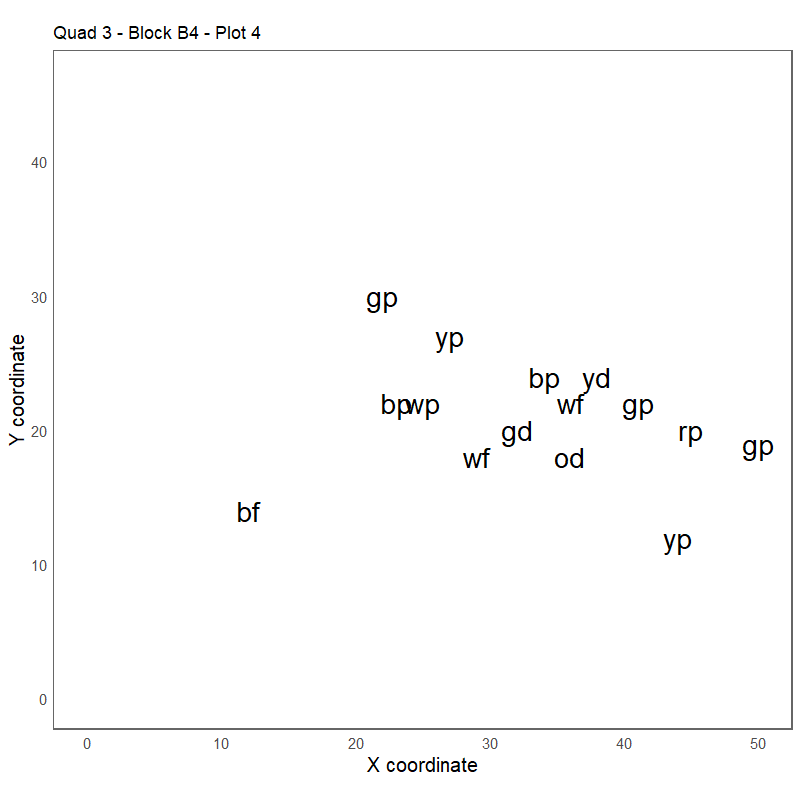 Quad 3 - Block B4 - Plot 4
Y coordinate
40
30
20
10
0
gp
yp
bp yd
bp wp wf gp
gd rp
gp
wf od
bf
yp
0 10 20 30 40 50
X coordinate